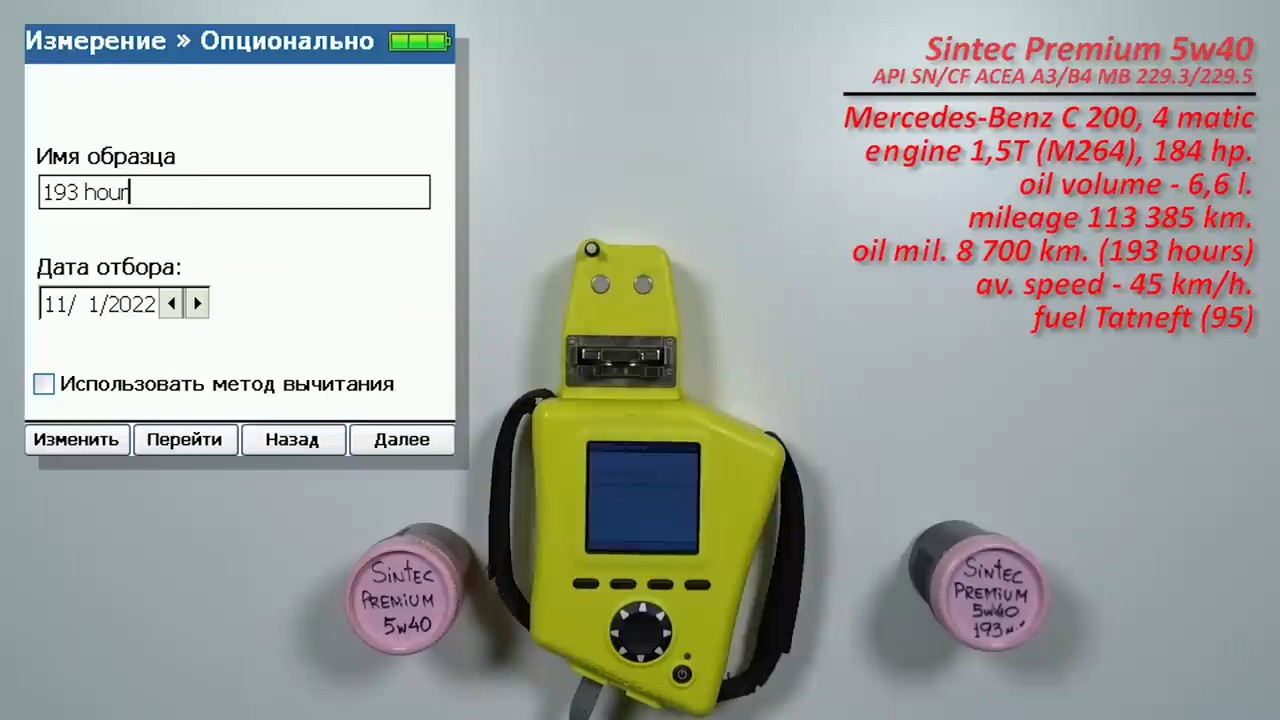 Измерение » Опционально
Имя образца
193 hour
Дата отбора:
11/ 1/2022
Использовать метод вычитания
Изменить
Перейти
Назад
Далее
Sintec Premium 5w40
API SN/CF ACEA A3/B4 MB 229.3/229.5
Mercedes-Benz C 200, 4 matic
engine 1,5T (M264), 184 hp.
oil volume - 6,6 l.
mileage 113 385 km.
oil mil. 8 700 km. (193 hours)
av. speed - 45 km/h.
fuel Tatneft (95)
SINTEC
PREMIUM
5w40
SINTEC
PREMIUM
5w40
193